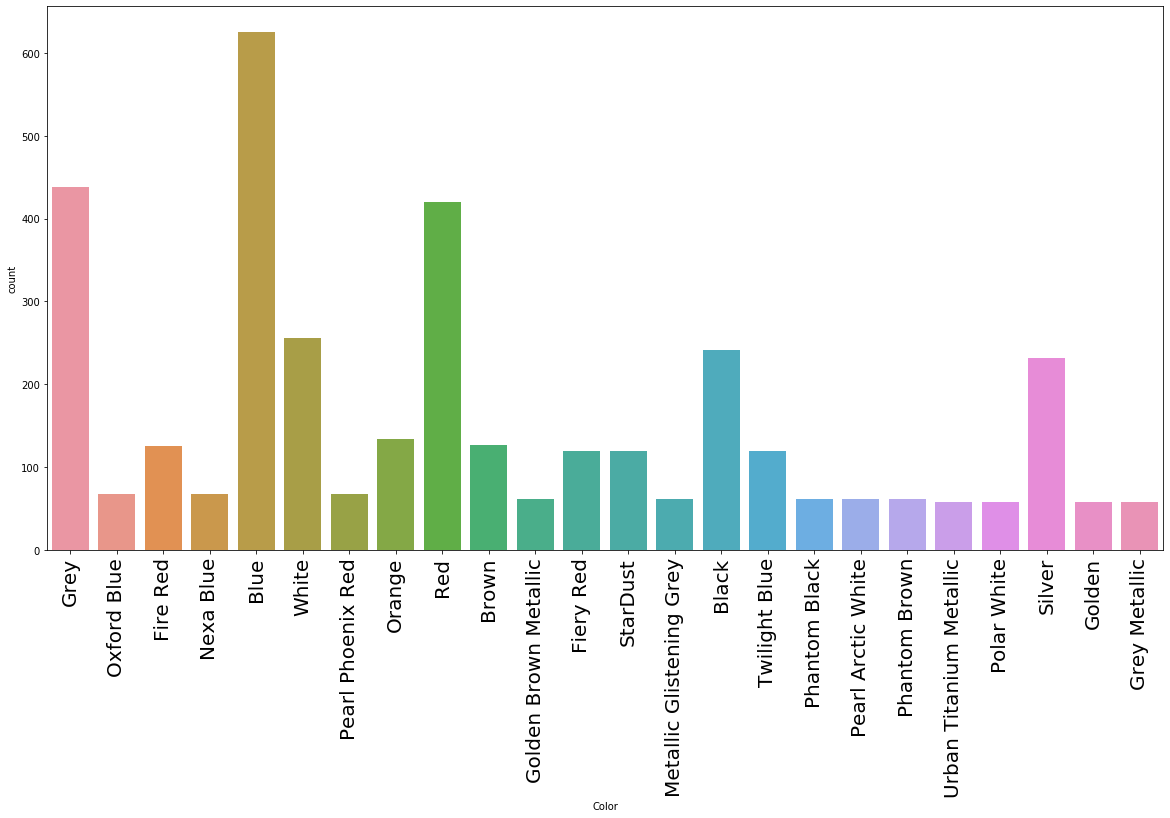 600
500
400
300
200
100
0
count
Grey
Oxford Blue
Fire Red
Nexa Blue
Blue
White
Pearl Phoenix Red
Orange
Red
Brown
Golden Brown Metallic
Fiery Red
StarDust
Metallic Glistening Grey
Black
Twilight Blue
Phantom Black
Pearl Arctic White
Phantom Brown
Urban Titanium Metallic
Polar White
Silver
Golden
Grey Metallic
Color